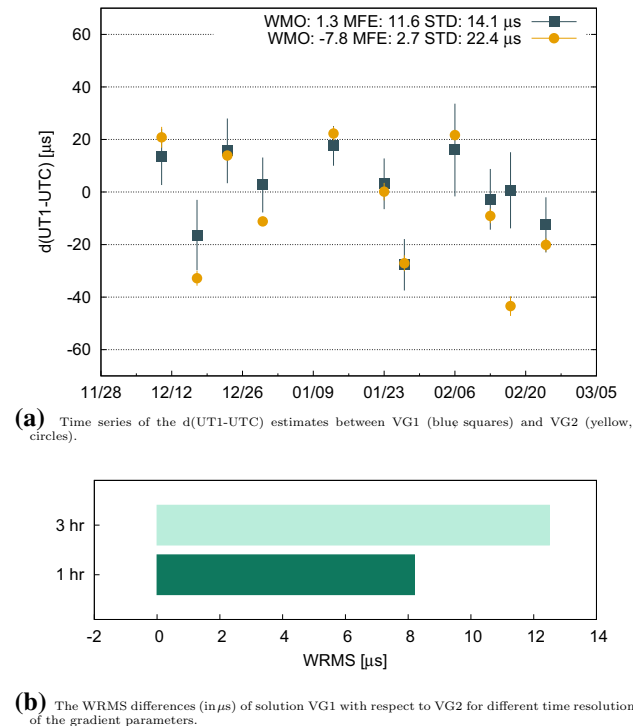 WMO: 1.3 MFE: 11.6 STD: 14.1 µs
WMO: -7.8 MFE: 2.7 STD: 22.4 µs
60
40
20
0
-20
-40
-60
d(UT1-UTC) [µs]
11/28 12/12 12/26 01/09 01/23 02/06 02/20 03/05
(a) Time series of the d(UT1-UTC) estimates between VG1 (blue squares) and VG2 (yellow,
circles).
3 hr
1 hr
-2 0 2 4 6 8 10 12 14
WRMS [µs]
(b) The WRMS differences (in µs) of solution VG1 with respect to VG2 for different time resolution
of the gradient parameters.